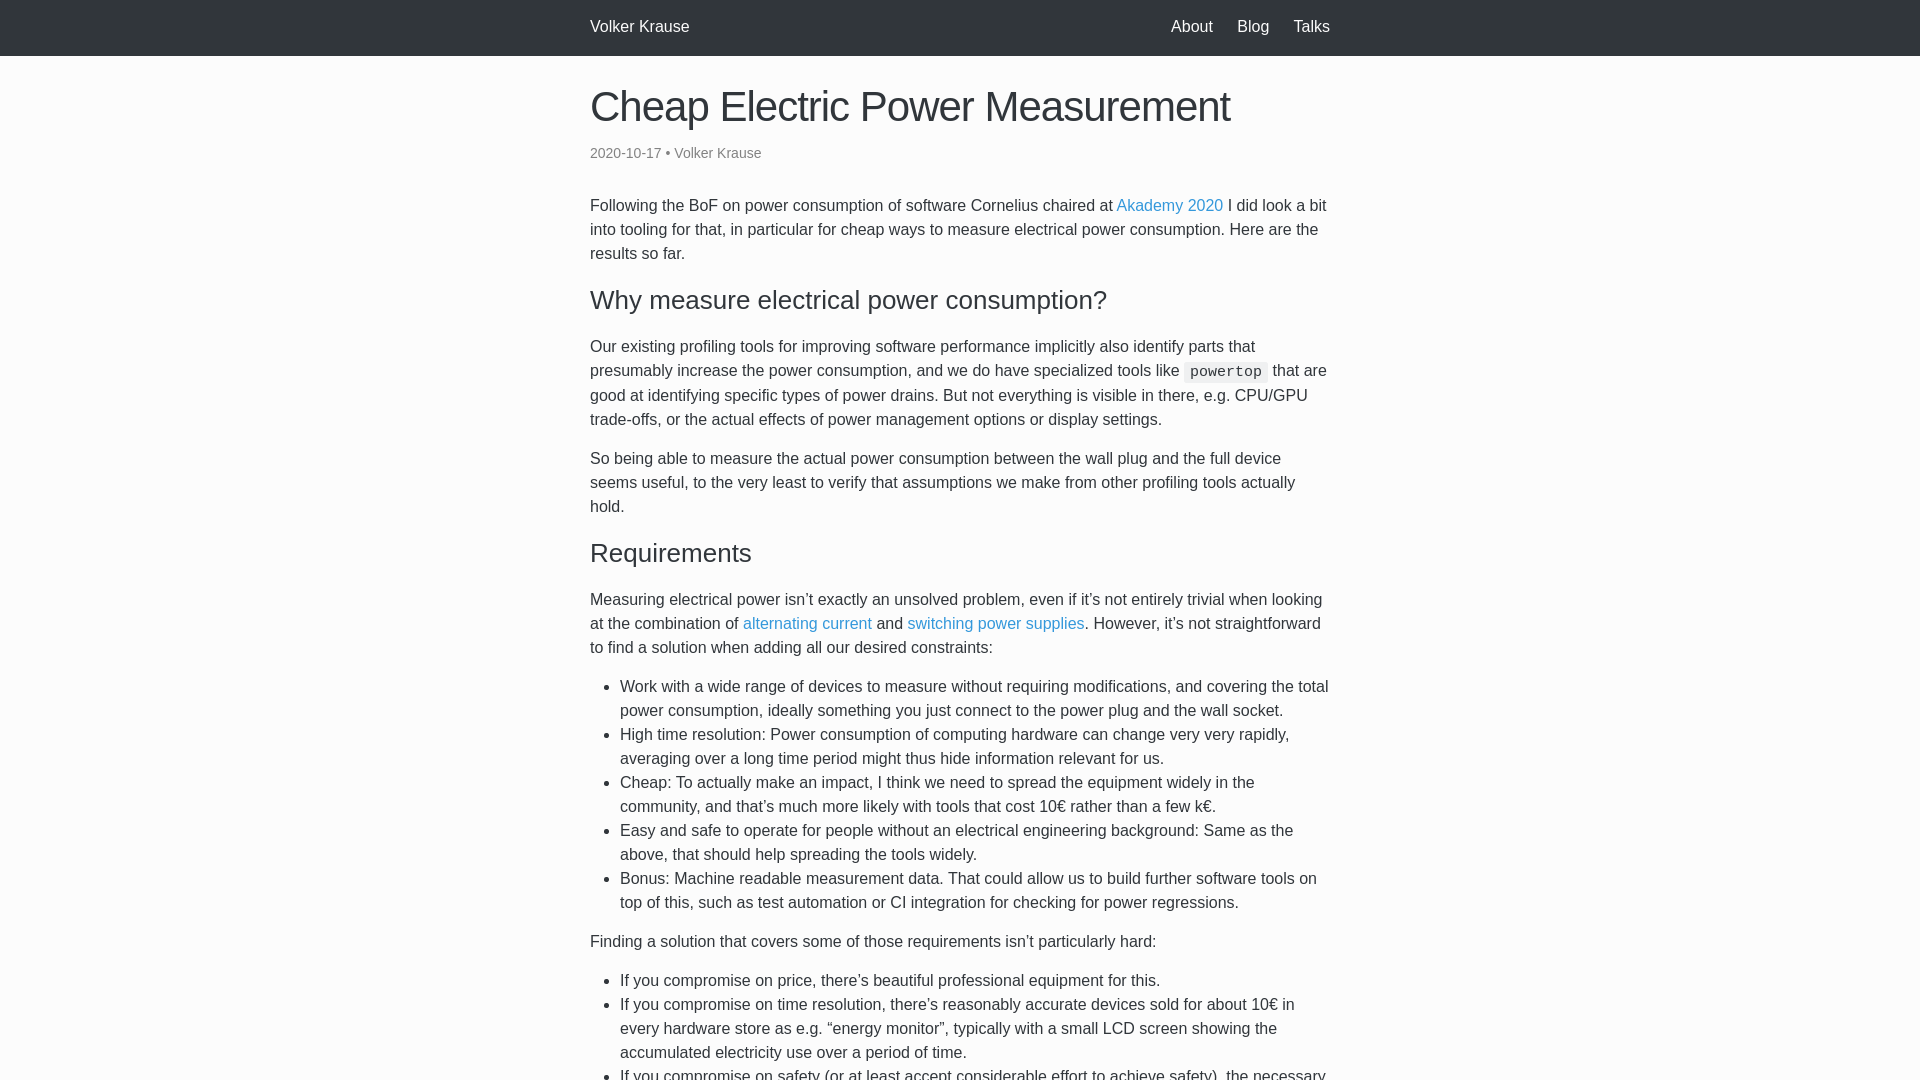 Volker Krause
About Blog Talks
Cheap Electric Power Measurement
2020-10-17 • Volker Krause
Following the BoF on power consumption of software Cornelius chaired at Akademy 2020 I did look a bit
into tooling for that, in particular for cheap ways to measure electrical power consumption. Here are the
results so far.
Why measure electrical power consumption?
Our existing profiling tools for improving software performance implicitly also identify parts that
presumably increase the power consumption, and we do have specialized tools like powertop that are
good at identifying specific types of power drains. But not everything is visible in there, e.g. CPU/GPU
trade-offs, or the actual effects of power management options or display settings.
So being able to measure the actual power consumption between the wall plug and the full device
seems useful, to the very least to verify that assumptions we make from other profiling tools actually
hold.
Requirements
Measuring electrical power isn’t exactly an unsolved problem, even if it’s not entirely trivial when looking
at the combination of alternating current and switching power supplies. However, it’s not straightforward
to find a solution when adding all our desired constraints:
• Work with a wide range of devices to measure without requiring modifications, and covering the total
power consumption, ideally something you just connect to the power plug and the wall socket.
• High time resolution: Power consumption of computing hardware can change very very rapidly,
averaging over a long time period might thus hide information relevant for us.
• Cheap: To actually make an impact, I think we need to spread the equipment widely in the
community, and that’s much more likely with tools that cost 10€ rather than a few k€.
• Easy and safe to operate for people without an electrical engineering background: Same as the
above, that should help spreading the tools widely.
• Bonus: Machine readable measurement data. That could allow us to build further software tools on
top of this, such as test automation or CI integration for checking for power regressions.
Finding a solution that covers some of those requirements isn’t particularly hard:
• If you compromise on price, there’s beautiful professional equipment for this.
• If you compromise on time resolution, there’s reasonably accurate devices sold for about 10€ in
every hardware store as e.g. “energy monitor”, typically with a small LCD screen showing the
accumulated electricity use over a period of time.
• If you compromise on safety (or at least accept considerable effort to achieve safety), the necessary